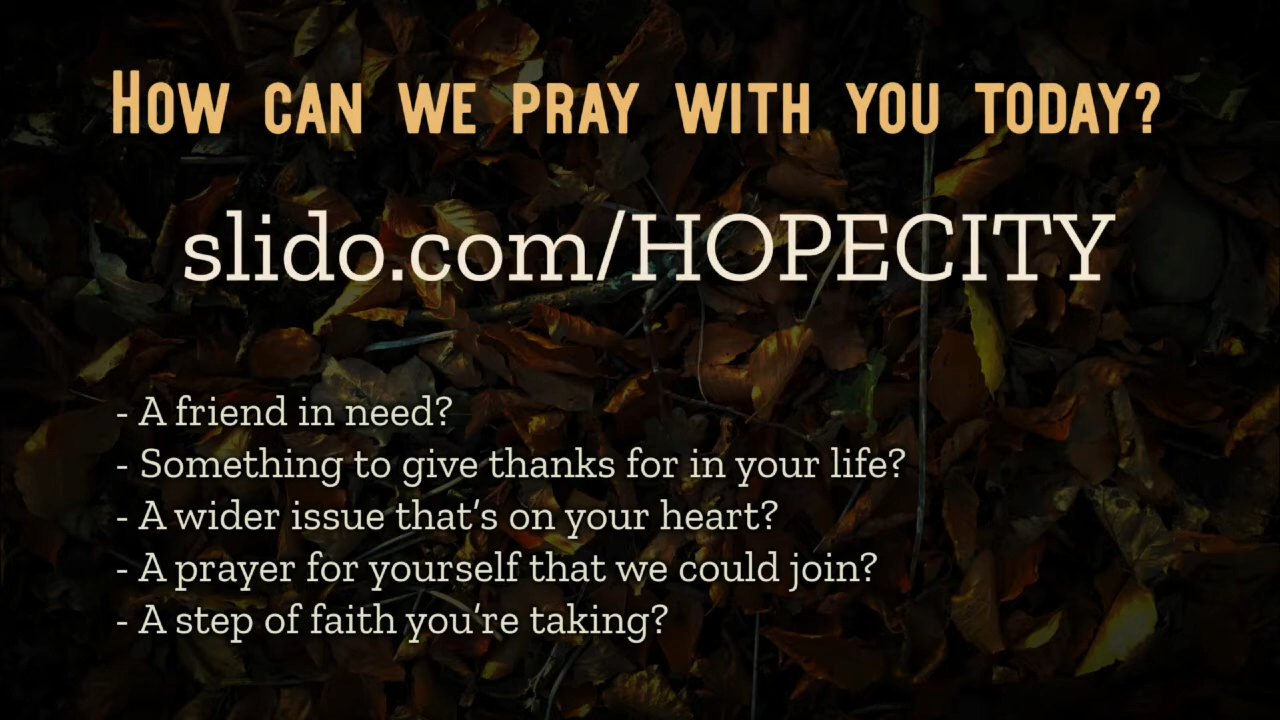 How can we pray with you today?
slido.com/HOPECITY
- A friend in need?
- Something to give thanks for in your life?
- A wider issue that’s on your heart?
- A prayer for yourself that we could join?
- A step of faith you’re taking?